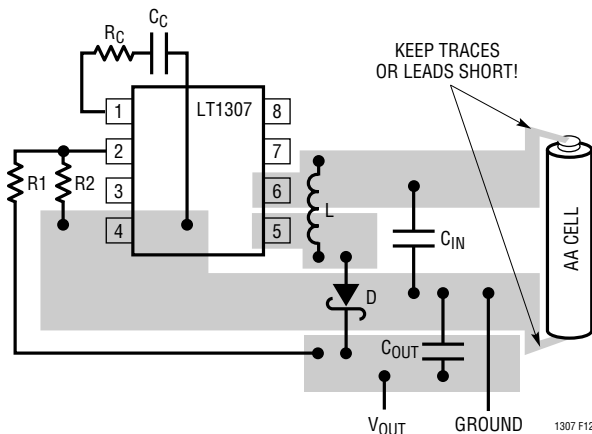 R_C
C_C
KEEP TRACES
OR LEADS SHORT!
LT1307
1
8
2
7
R1
R2
3
6
L
4
5
C_IN
AA CELL
D
C_OUT
V_OUT
GROUND
1307 F12